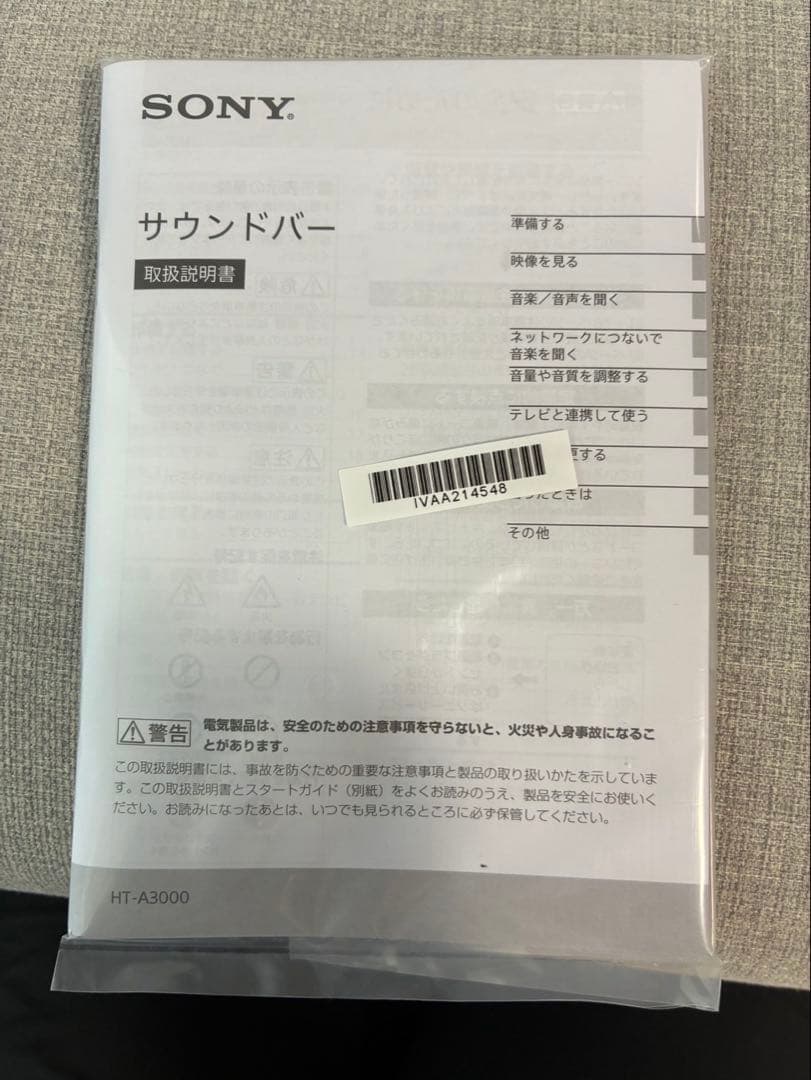 SONY®
サウンドバー
取扱説明書
準備する
映像を見る
音楽／音声を聞く
ネットワークにつないで
音楽を聞く
音量や音質を調整する
テレビと連携して使う
更する
ったときは
その他
IVAA214548
警告
電気製品は、安全のための注意事項を守らないと、火災や人身事故になるこ
とがあります。
この取扱説明書には、事故を防ぐための重要な注意事項と製品の取り扱いかたを示していま
す。この取扱説明書とスタートガイド（別紙）をよくお読みのうえ、製品を安全にお使いく
ださい。お読みになったあとは、いつでも見られるところに必ず保管してください。
HT-A3000